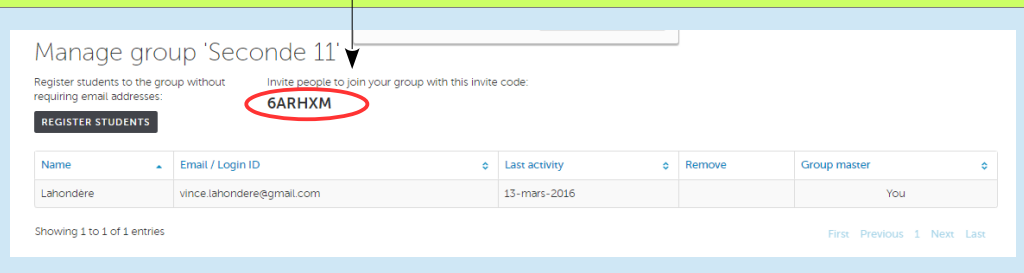 Manage group 'Seconde 11'
Register students to the group without
requiring email addresses:
REGISTER STUDENTS
Invite people to join your group with this invite code:
6ARHXM
Name Email / Login ID Last activity Remove Group master
Lahondère vince.lahondere@gmail.com 13-mars-2016 You
Showing 1 to 1 of 1 entries
First Previous 1 Next Last